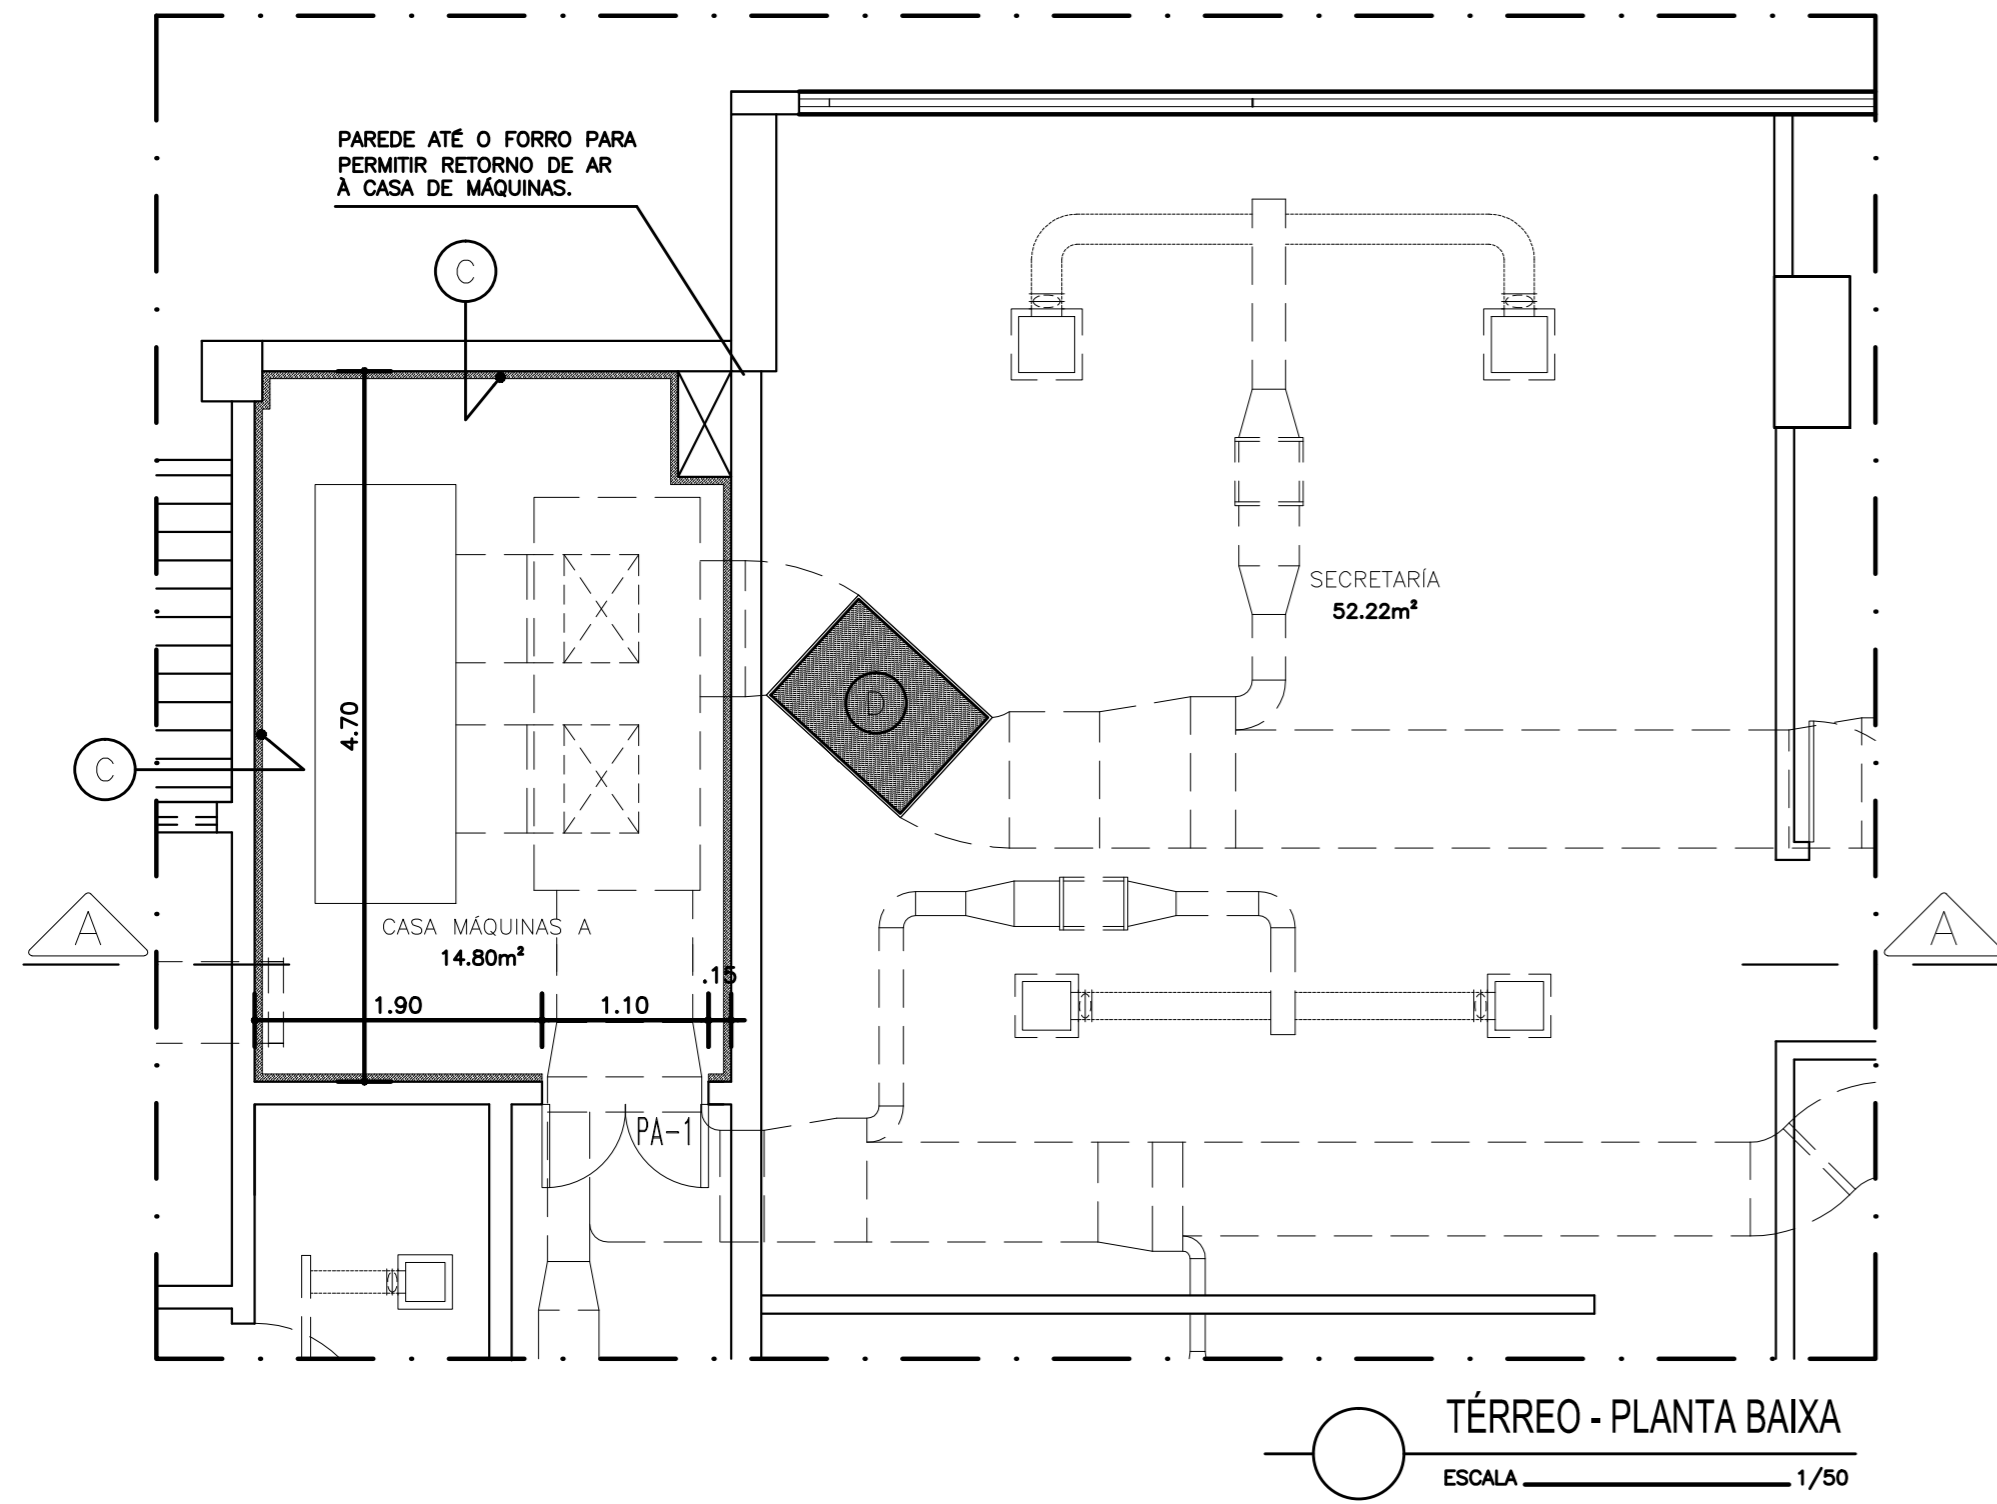 PAREDE ATÉ O FORRO PARA
PERMITIR RETORNO DE AR
À CASA DE MÁQUINAS.
C
SECRETARÍA
52.22m²
D
4.70
C
A
A
CASA MÁQUINAS A
14.80m²
.15
1.90
1.10
PA-1
TÉRREO - PLANTA BAIXA
ESCALA 1/50